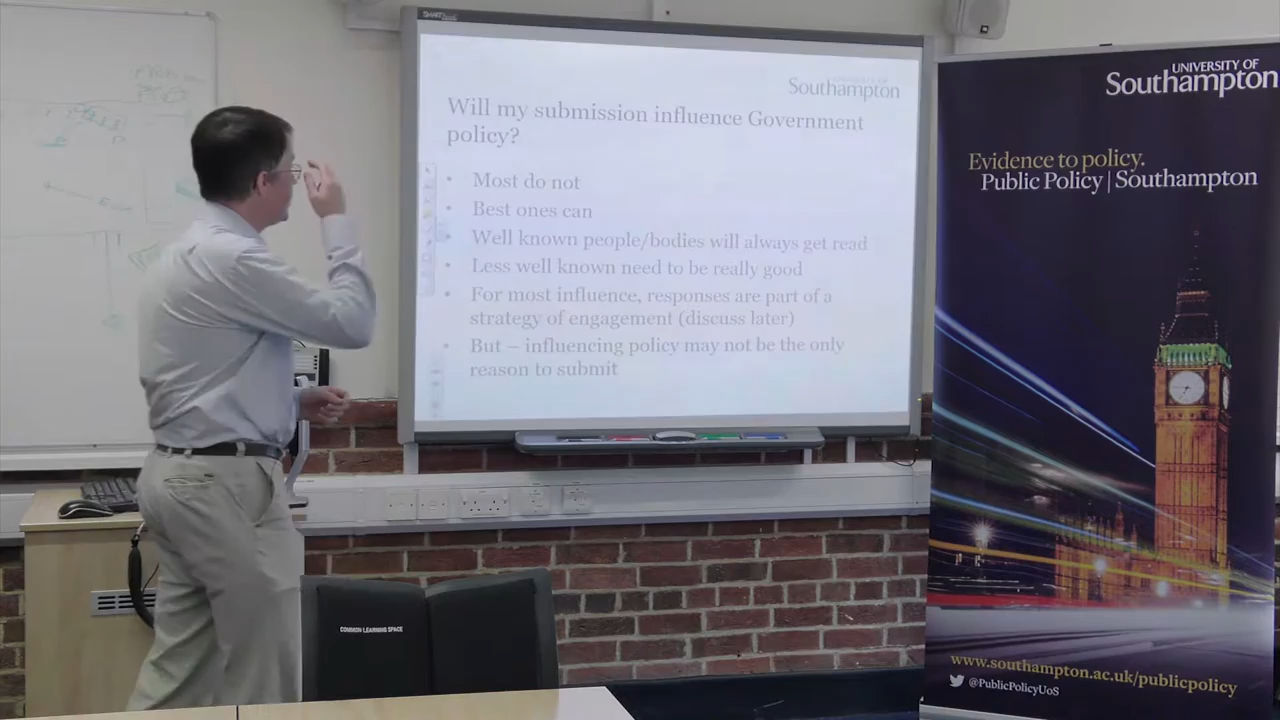 SMART
UNIVERSITY OF
Southampton
Will my submission influence Government
policy?
• Most do not
• Best ones can
• Well known people/bodies will always get read
• Less well known need to be really good
• For most influence, responses are part of a
strategy of engagement (discuss later)
• But – influencing policy may not be the only
reason to submit
UNIVERSITY OF
Southampton
Evidence to policy.
Public Policy | Southampton
www.southampton.ac.uk/publicpolicy
@PublicPolicyUoS
COMMON LEARNING SPACE